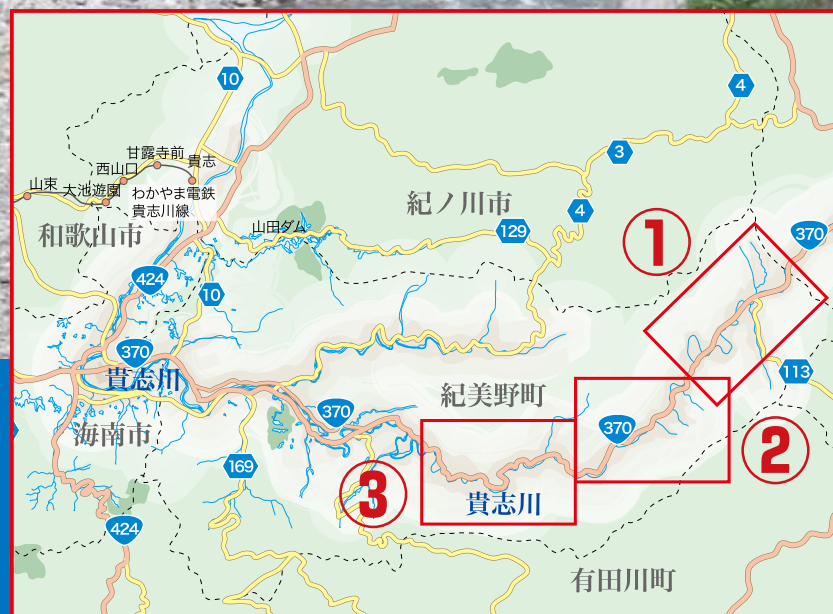 10
4
3
甘露寺前
西山口
貴志
山東
大池遊園
わかやま電鉄
貴志川線
紀ノ川市
4
和歌山市
山田ダム
129
①
370
424
10
370
貴志川
113
紀美野町
370
370
海南市
②
169
③
貴志川
424
有田川町